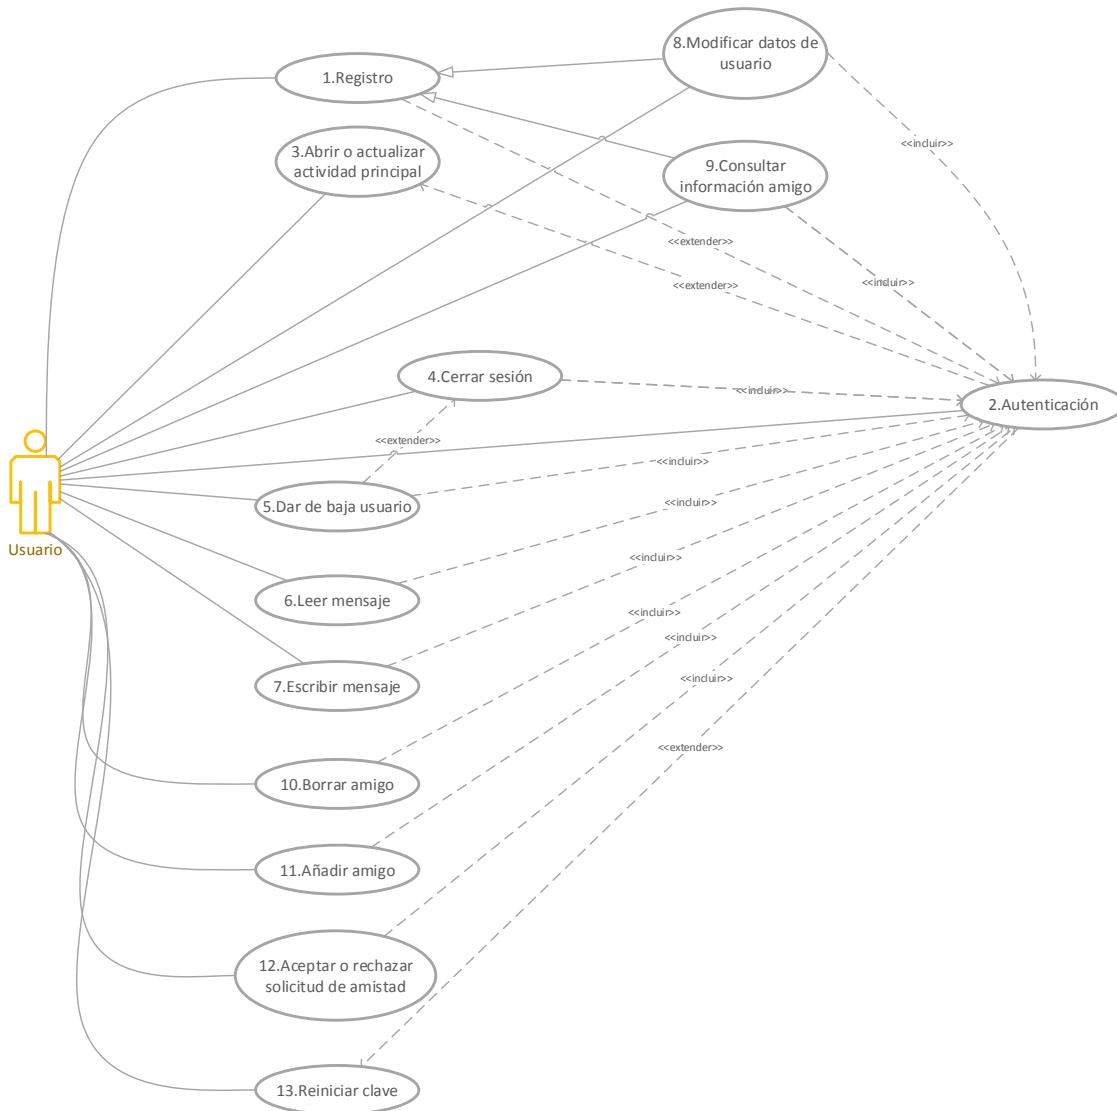 8.Modificar datos de
usuario
1.Registro
<<incluir>>
3.Abrir o actualizar
actividad principal
9.Consultar
información amigo
<<extender>>
<<extender>>
<<incluir>>
4.Cerrar sesión
<<incluir>>
2.Autenticación
<<extender>>
<<incluir>>
5.Dar de baja usuario
<<incluir>>
Usuario
<<incluir>>
6.Leer mensaje
<<incluir>>
<<incluir>>
7.Escribir mensaje
<<incluir>>
<<extender>>
10.Borrar amigo
11.Añadir amigo
12.Aceptar o rechazar
solicitud de amistad
13.Reiniciar clave